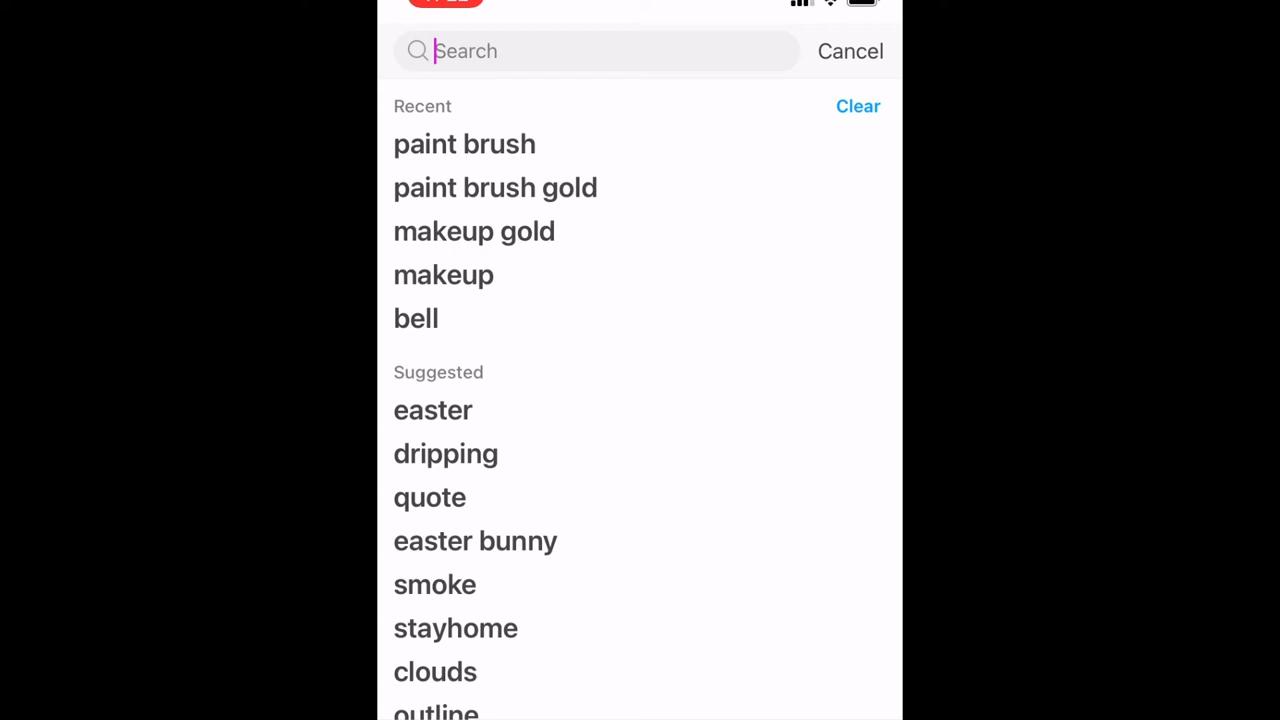 Search
Cancel
Recent
Clear
paint brush
paint brush gold
makeup gold
makeup
bell
Suggested
easter
dripping
quote
easter bunny
smoke
stayhome
clouds
outline